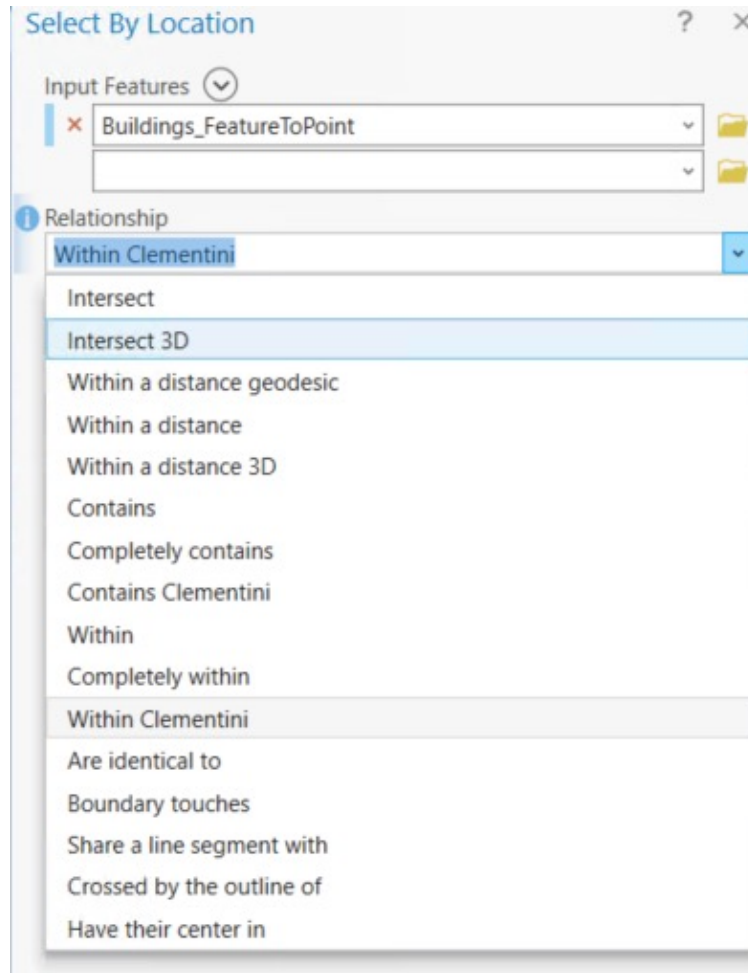 Select By Location ? ×
Input Features
Buildings_FeatureToPoint
Relationship
Within Clementini
Intersect
Intersect 3D
Within a distance geodesic
Within a distance
Within a distance 3D
Contains
Completely contains
Contains Clementini
Within
Completely within
Within Clementini
Are identical to
Boundary touches
Share a line segment with
Crossed by the outline of
Have their center in